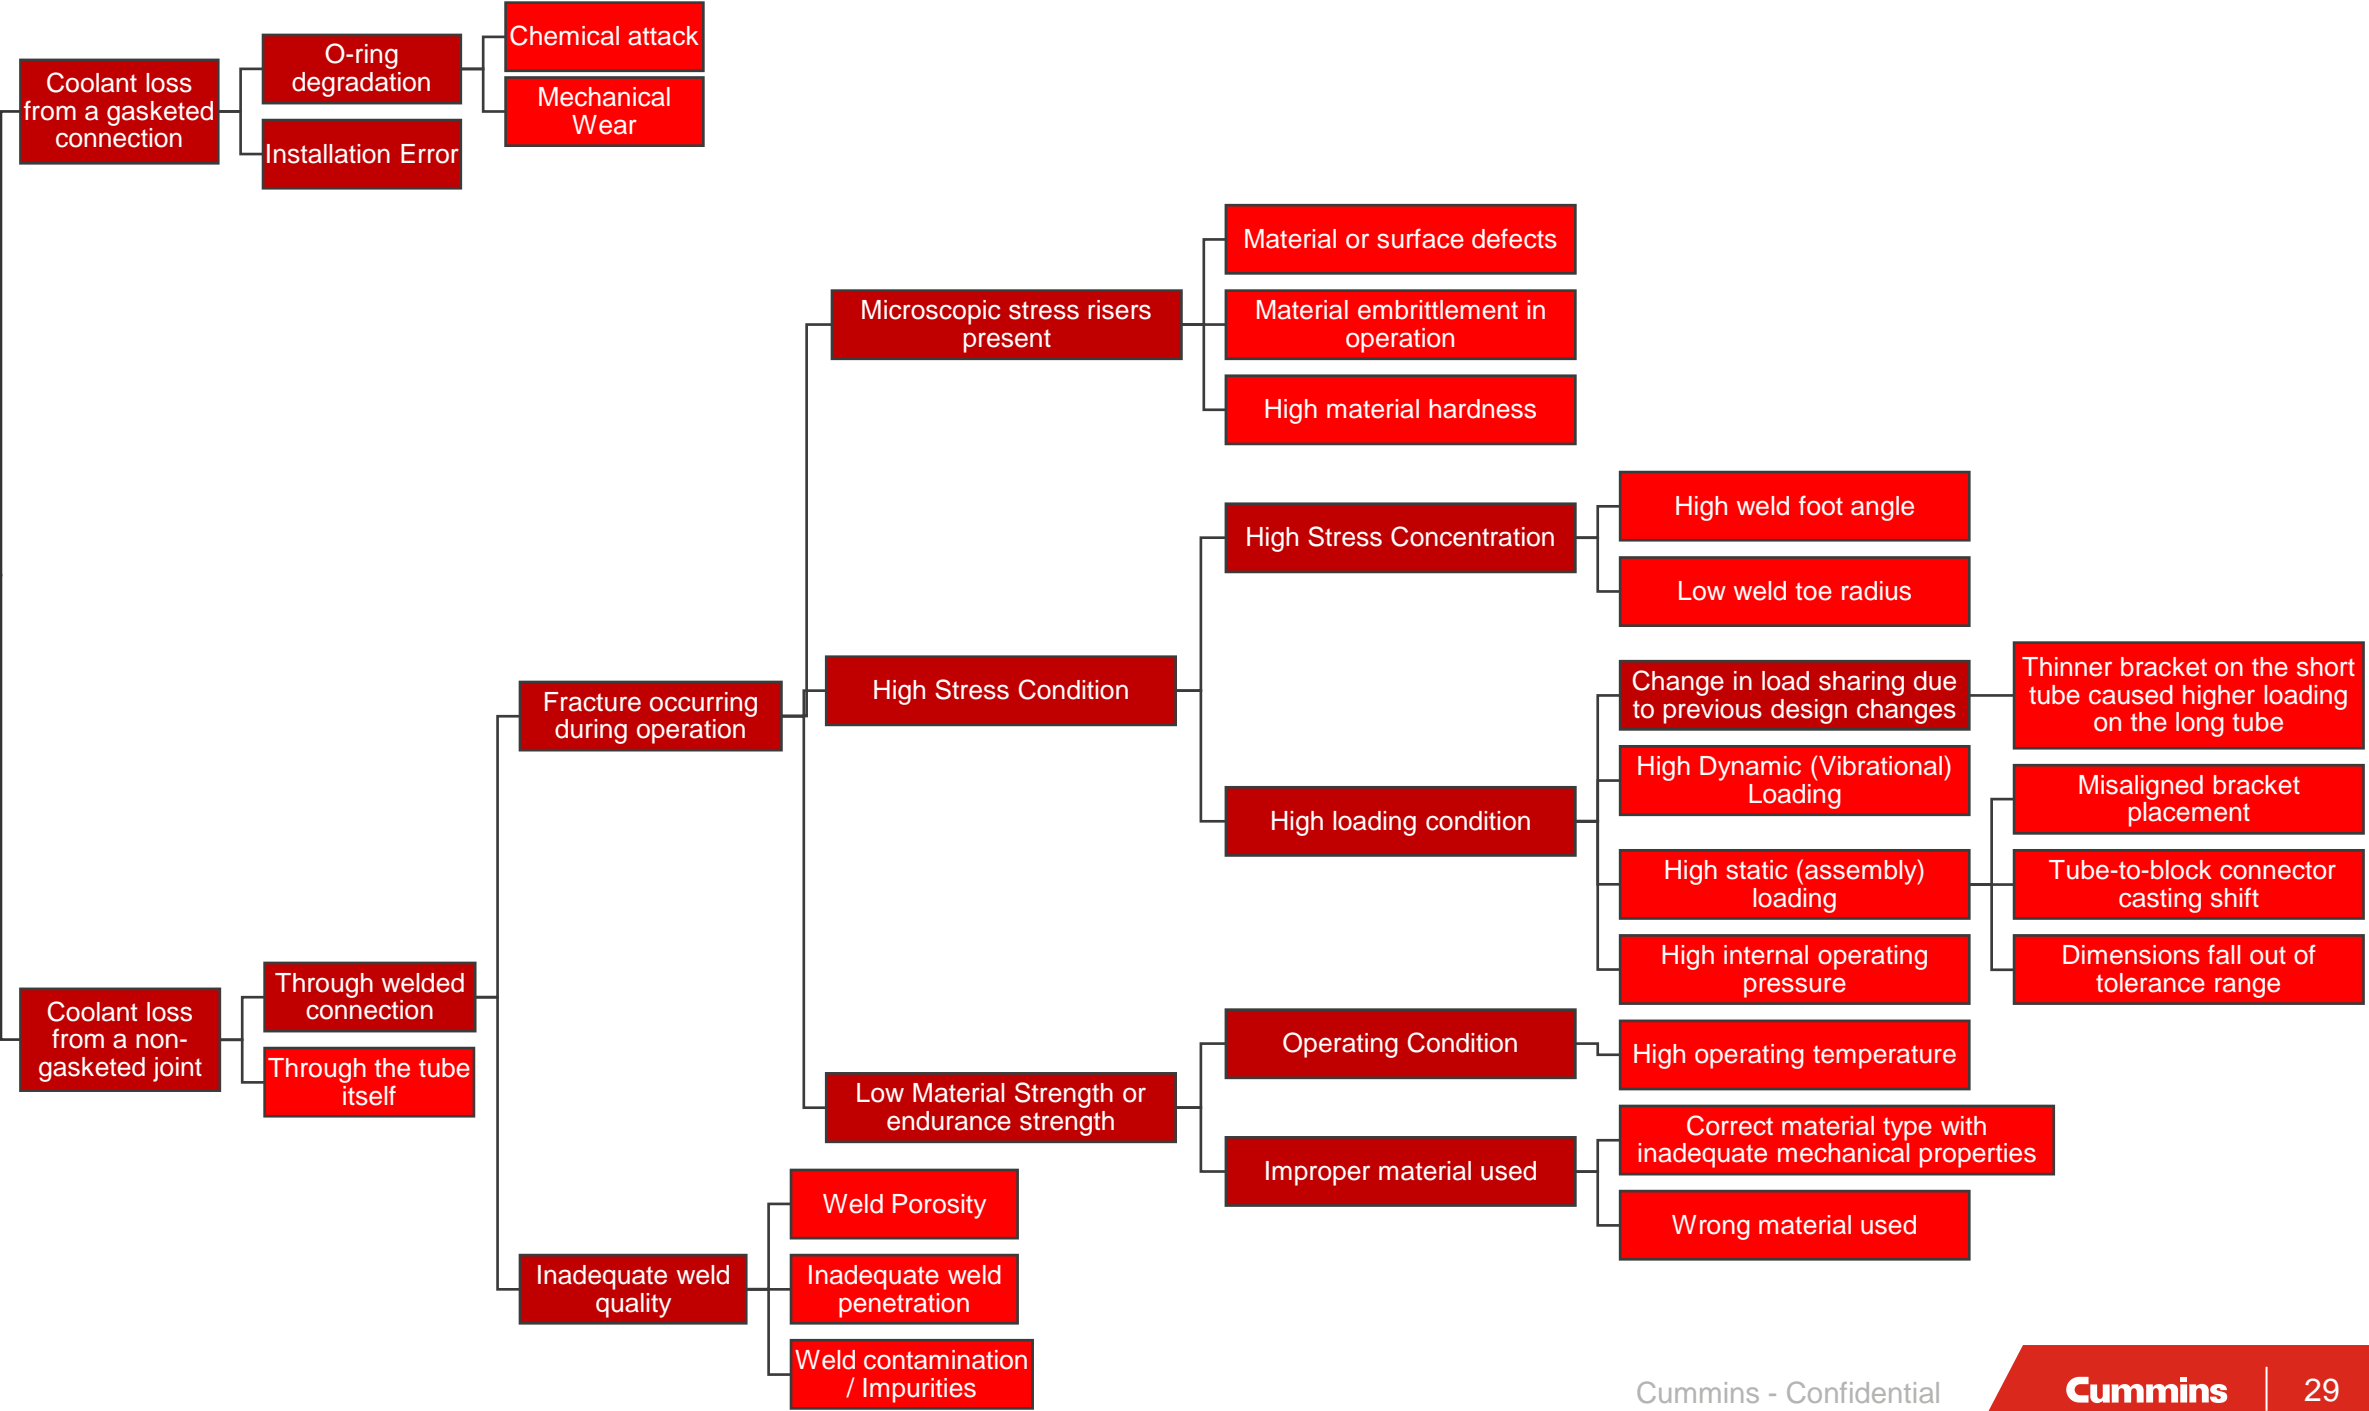 Chemical attack
O-ring
degradation
Mechanical
Wear
Coolant loss
from a gasketed
connection
Installation Error
Material or surface defects
Microscopic stress risers
present
Material embrittlement in
operation
High material hardness
High Stress Concentration
High weld foot angle
Low weld toe radius
Fracture occurring
during operation
High Stress Condition
Change in load sharing due
to previous design changes
Thinner bracket on the short
tube caused higher loading
on the long tube
High Dynamic (Vibrational)
Loading
Misaligned bracket
placement
High loading condition
High static (assembly)
loading
Tube-to-block connector
casting shift
High internal operating
pressure
Dimensions fall out of
tolerance range
Coolant loss
from a non-
gasketed joint
Through welded
connection
Through the tube
itself
Operating Condition
High operating temperature
Low Material Strength or
endurance strength
Improper material used
Correct material type with
inadequate mechanical properties
Wrong material used
Weld Porosity
Inadequate weld
quality
Inadequate weld
penetration
Weld contamination
/ Impurities
Cummins - Confidential
Cummins
29